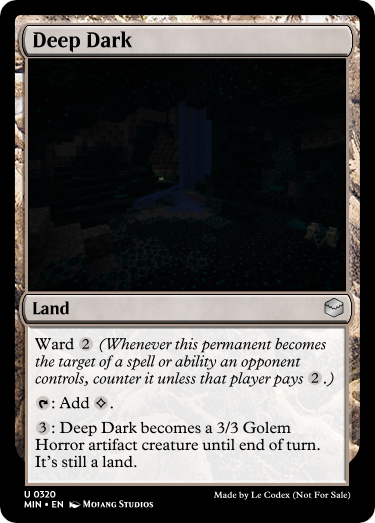 Deep Dark
Land
Ward 2 (Whenever this permanent becomes
the target of a spell or ability an opponent
controls, counter it unless that player pays 2.)
: Add .
3: Deep Dark becomes a 3/3 Golem
Horror artifact creature until end of turn.
It's still a land.
U 0320
MIN • EN Mojang Studios
Made by Le Codex (Not For Sale)